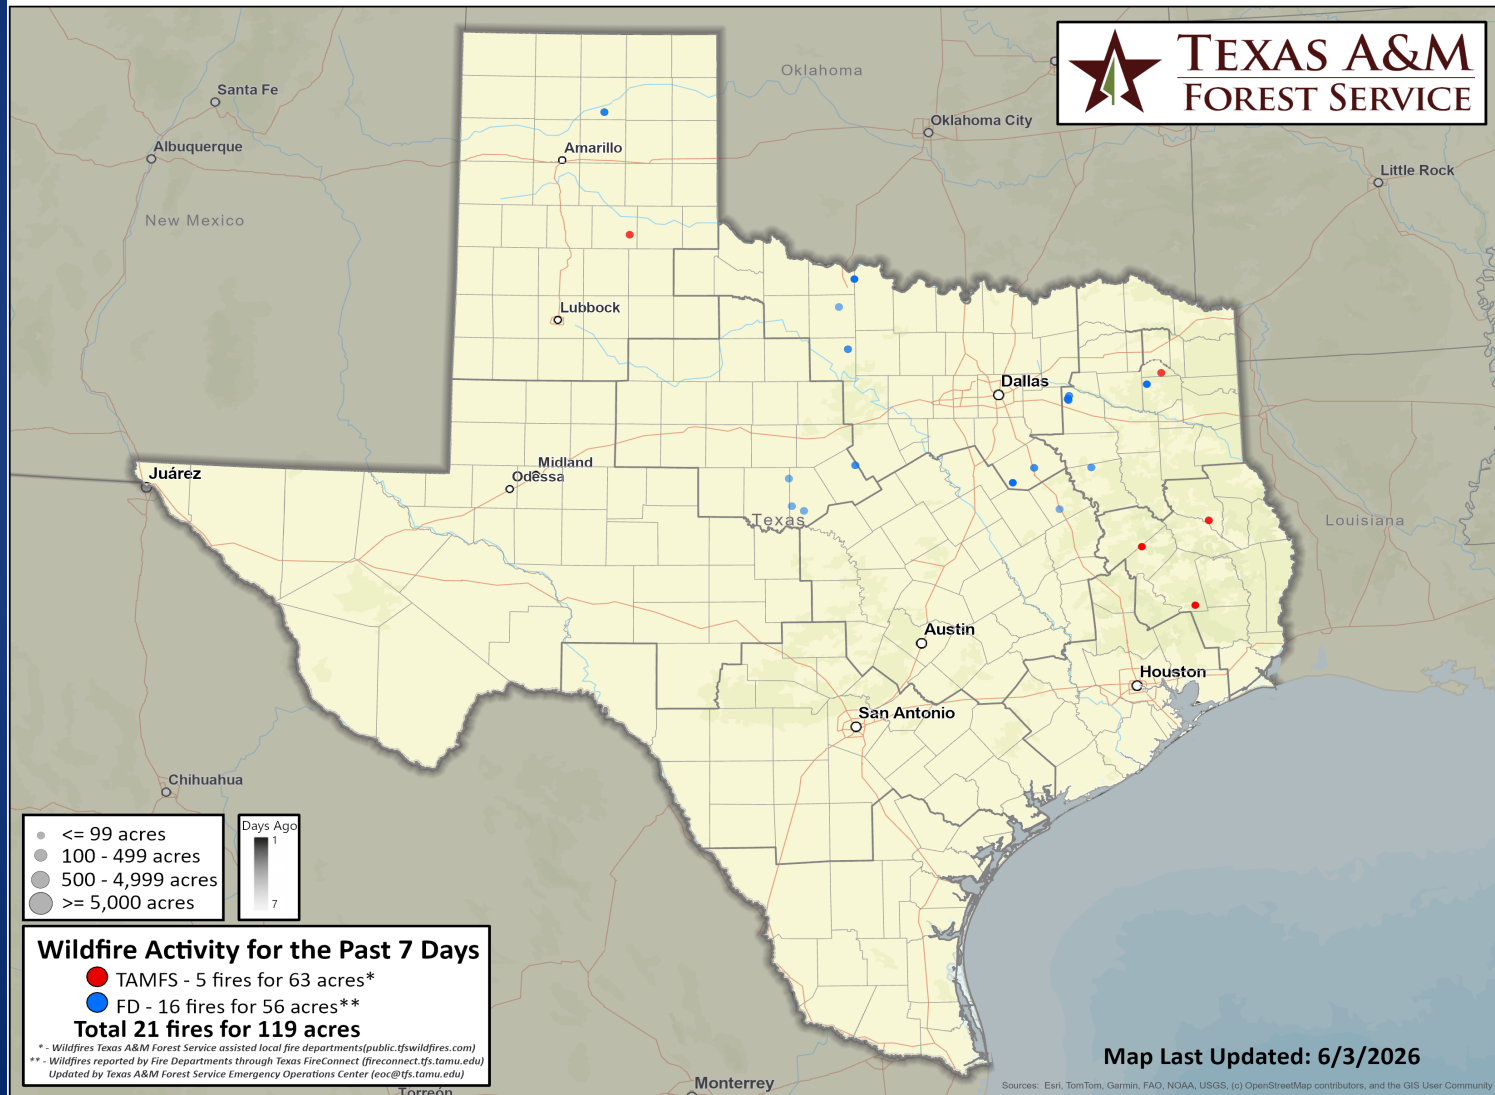 TEXAS A&M
FOREST SERVICE
Oklahoma
Santa Fe
Oklahoma City
Albuquerque
Amarillo
Little Rock
New Mexico
Lubbock
Dallas
Midland
Odessa
Juárez
Texas
Louisiana
Austin
Houston
San Antonio
Chihuahua
<= 99 acres
100 - 499 acres
500 - 4,999 acres
>= 5,000 acres
Days Ago
1
7
Wildfire Activity for the Past 7 Days
TAMFS - 5 fires for 63 acres*
FD - 16 fires for 56 acres**
Total 21 fires for 119 acres
* - Wildfires Texas A&M Forest Service assisted local fire departments(public.tfswildfires.com)
** - Wildfires reported by Fire Departments through Texas FireConnect (fireconnect.tfs.tamu.edu)
Updated by Texas A&M Forest Service Emergency Operations Center (eoc@tfs.tamu.edu)
Map Last Updated: 6/3/2026
Sources: Esri, TomTom, Garmin, FAO, NOAA, USGS, (c) OpenStreetMap contributors, and the GIS User Community
Monterrey
Torreón